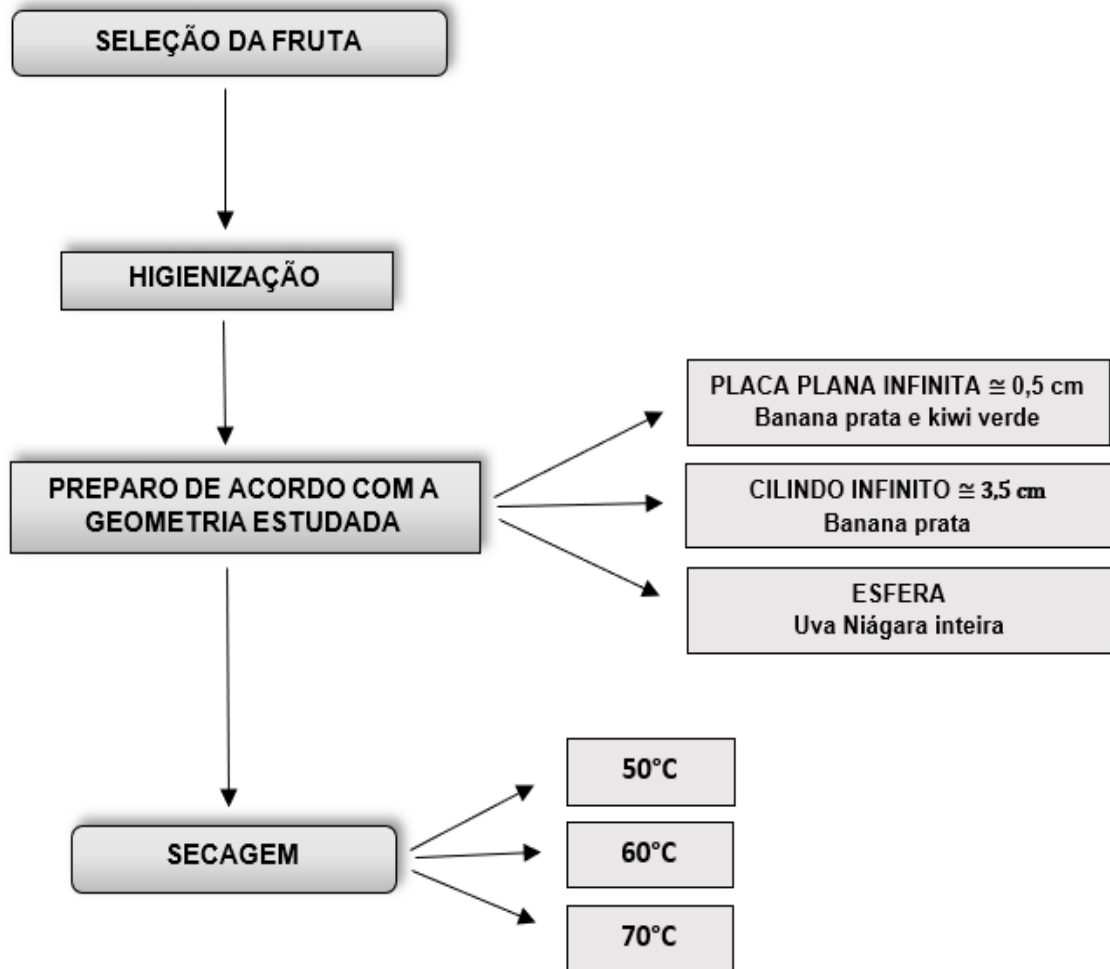 SELEÇÃO DA FRUTA
HIGIENIZAÇÃO
PREPARO DE ACORDO COM A
GEOMETRIA ESTUDADA
PLACA PLANA INFINITA ≅ 0,5 cm
Banana prata e kiwi verde
CILINDO INFINITO ≅ 3,5 cm
Banana prata
ESFERA
Uva Niágara inteira
SECAGEM
50°C
60°C
70°C